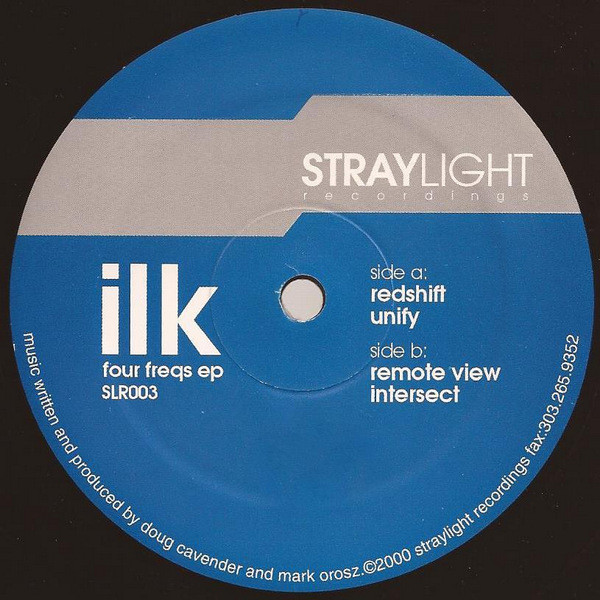 STRAYLIGHT
recordings
ilk
four freqs ep
SLR003
side a:
redshift
unify
side b:
remote view
intersect
music written and produced by doug cavender and mark orosz.©2000 straylight recordings fax:303.265.9352